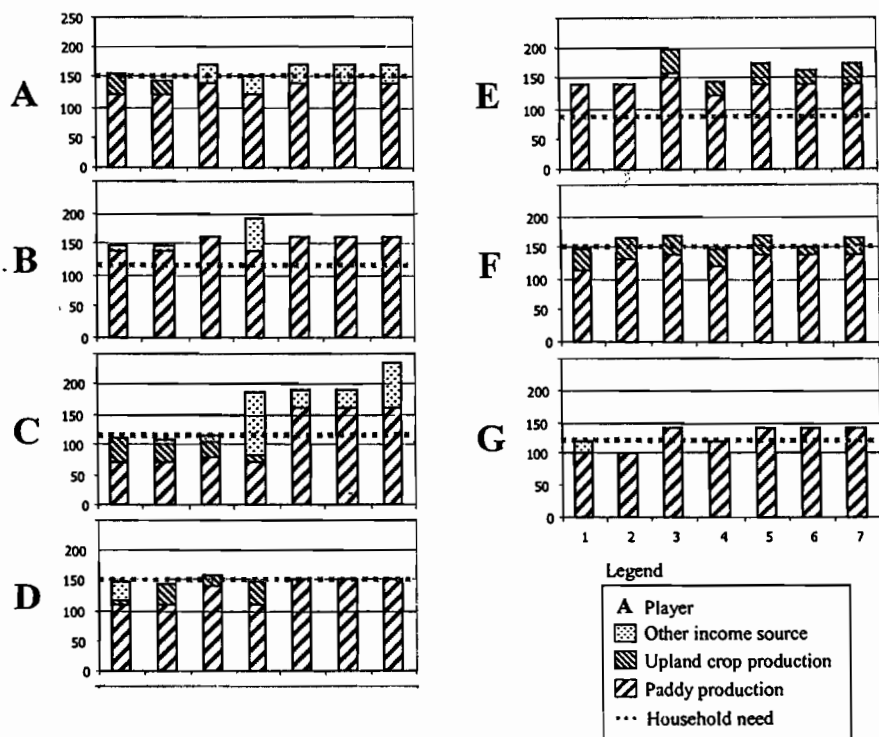 250
200
A
150
100
50
0
200
B
150
100
50
0
200
C
150
100
50
0
200
D
150
100
50
0
E
200
150
100
50
0
F
200
150
100
50
0
G
200
150
100
50
0
1 2 3 4 5 6 7
Legend
A Player
Other income source
Upland crop production
Paddy production
Household need